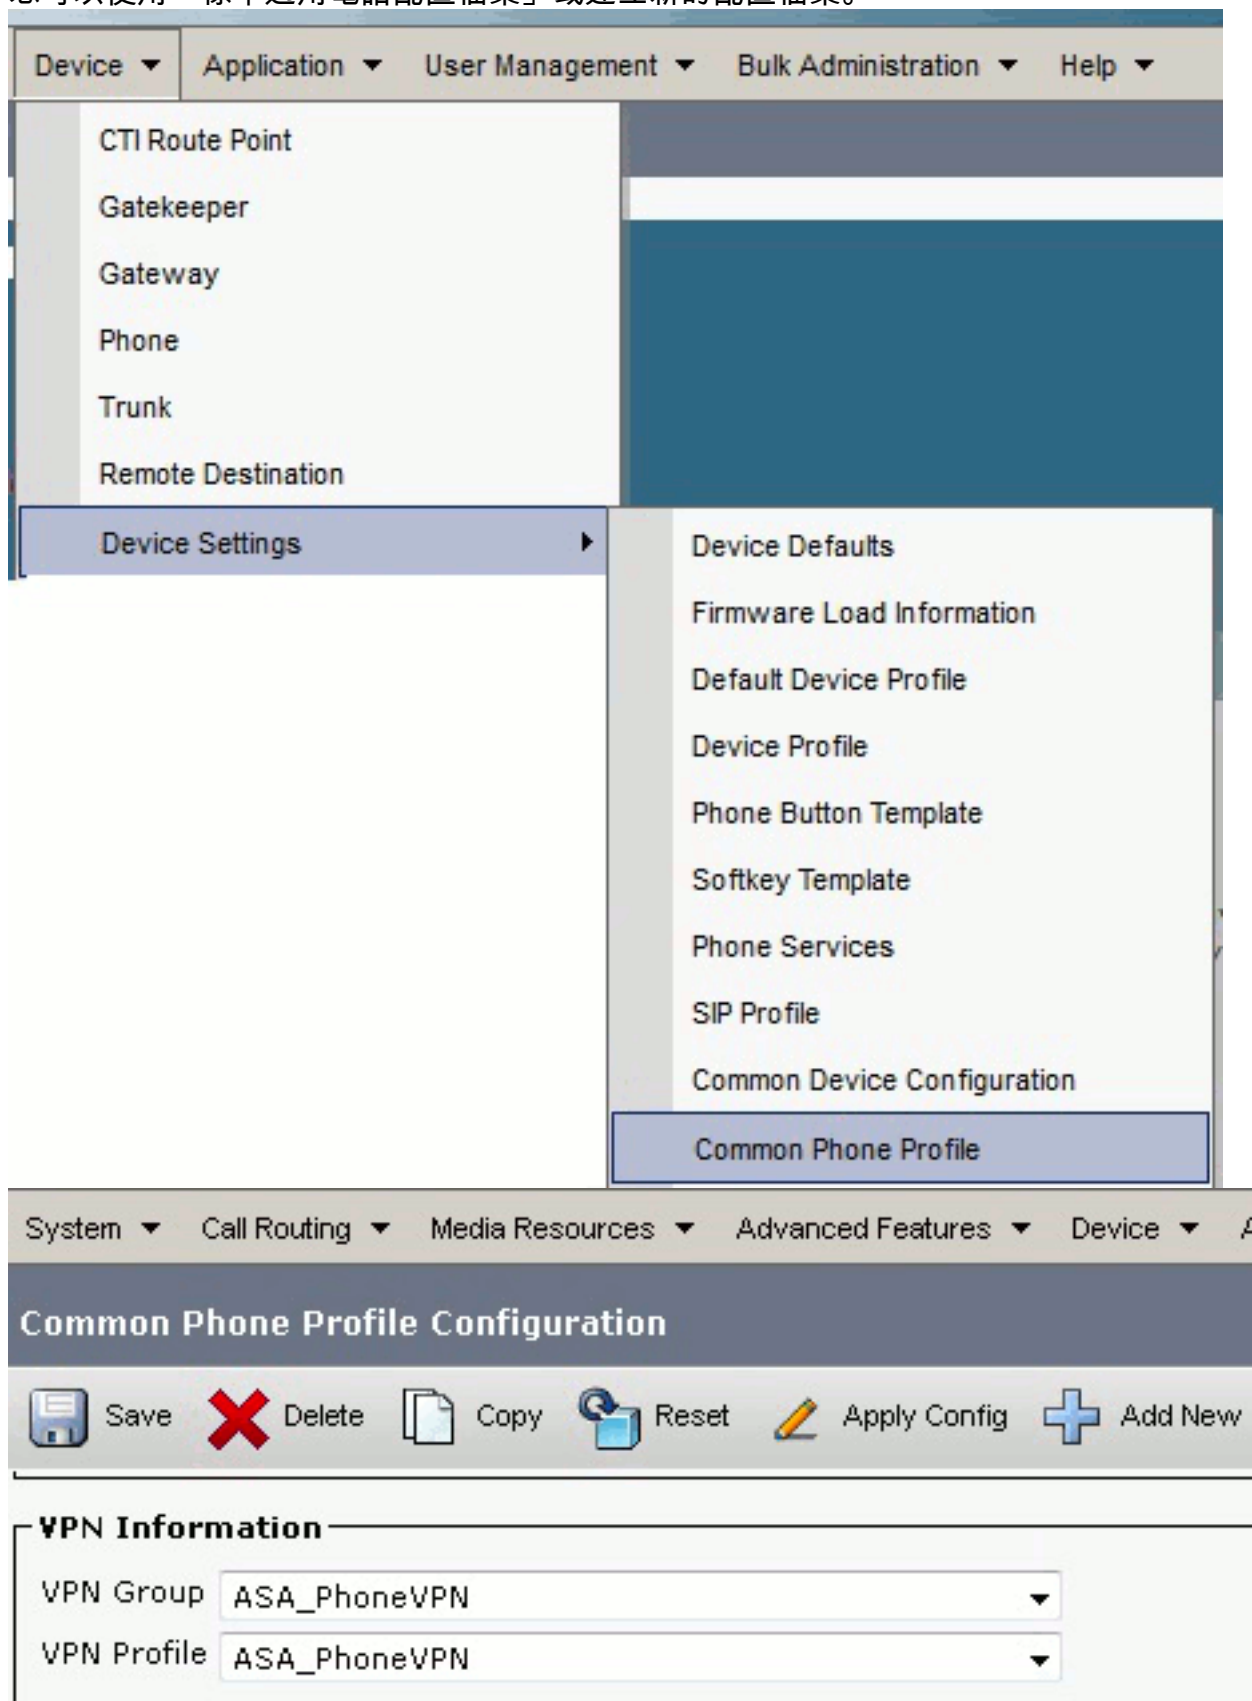 Device Application User Management Bulk Administration Help
CTI Route Point
Gatekeeper
Gateway
Phone
Trunk
Remote Destination
Device Settings
Device Defaults
Firmware Load Information
Default Device Profile
Device Profile
Phone Button Template
Softkey Template
Phone Services
SIP Profile
Common Device Configuration
Common Phone Profile
System Call Routing Media Resources Advanced Features Device
Common Phone Profile Configuration
Save Delete Copy Reset Apply Config Add New
VPN Information
VPN Group ASA_PhoneVPN
VPN Profile ASA_PhoneVPN